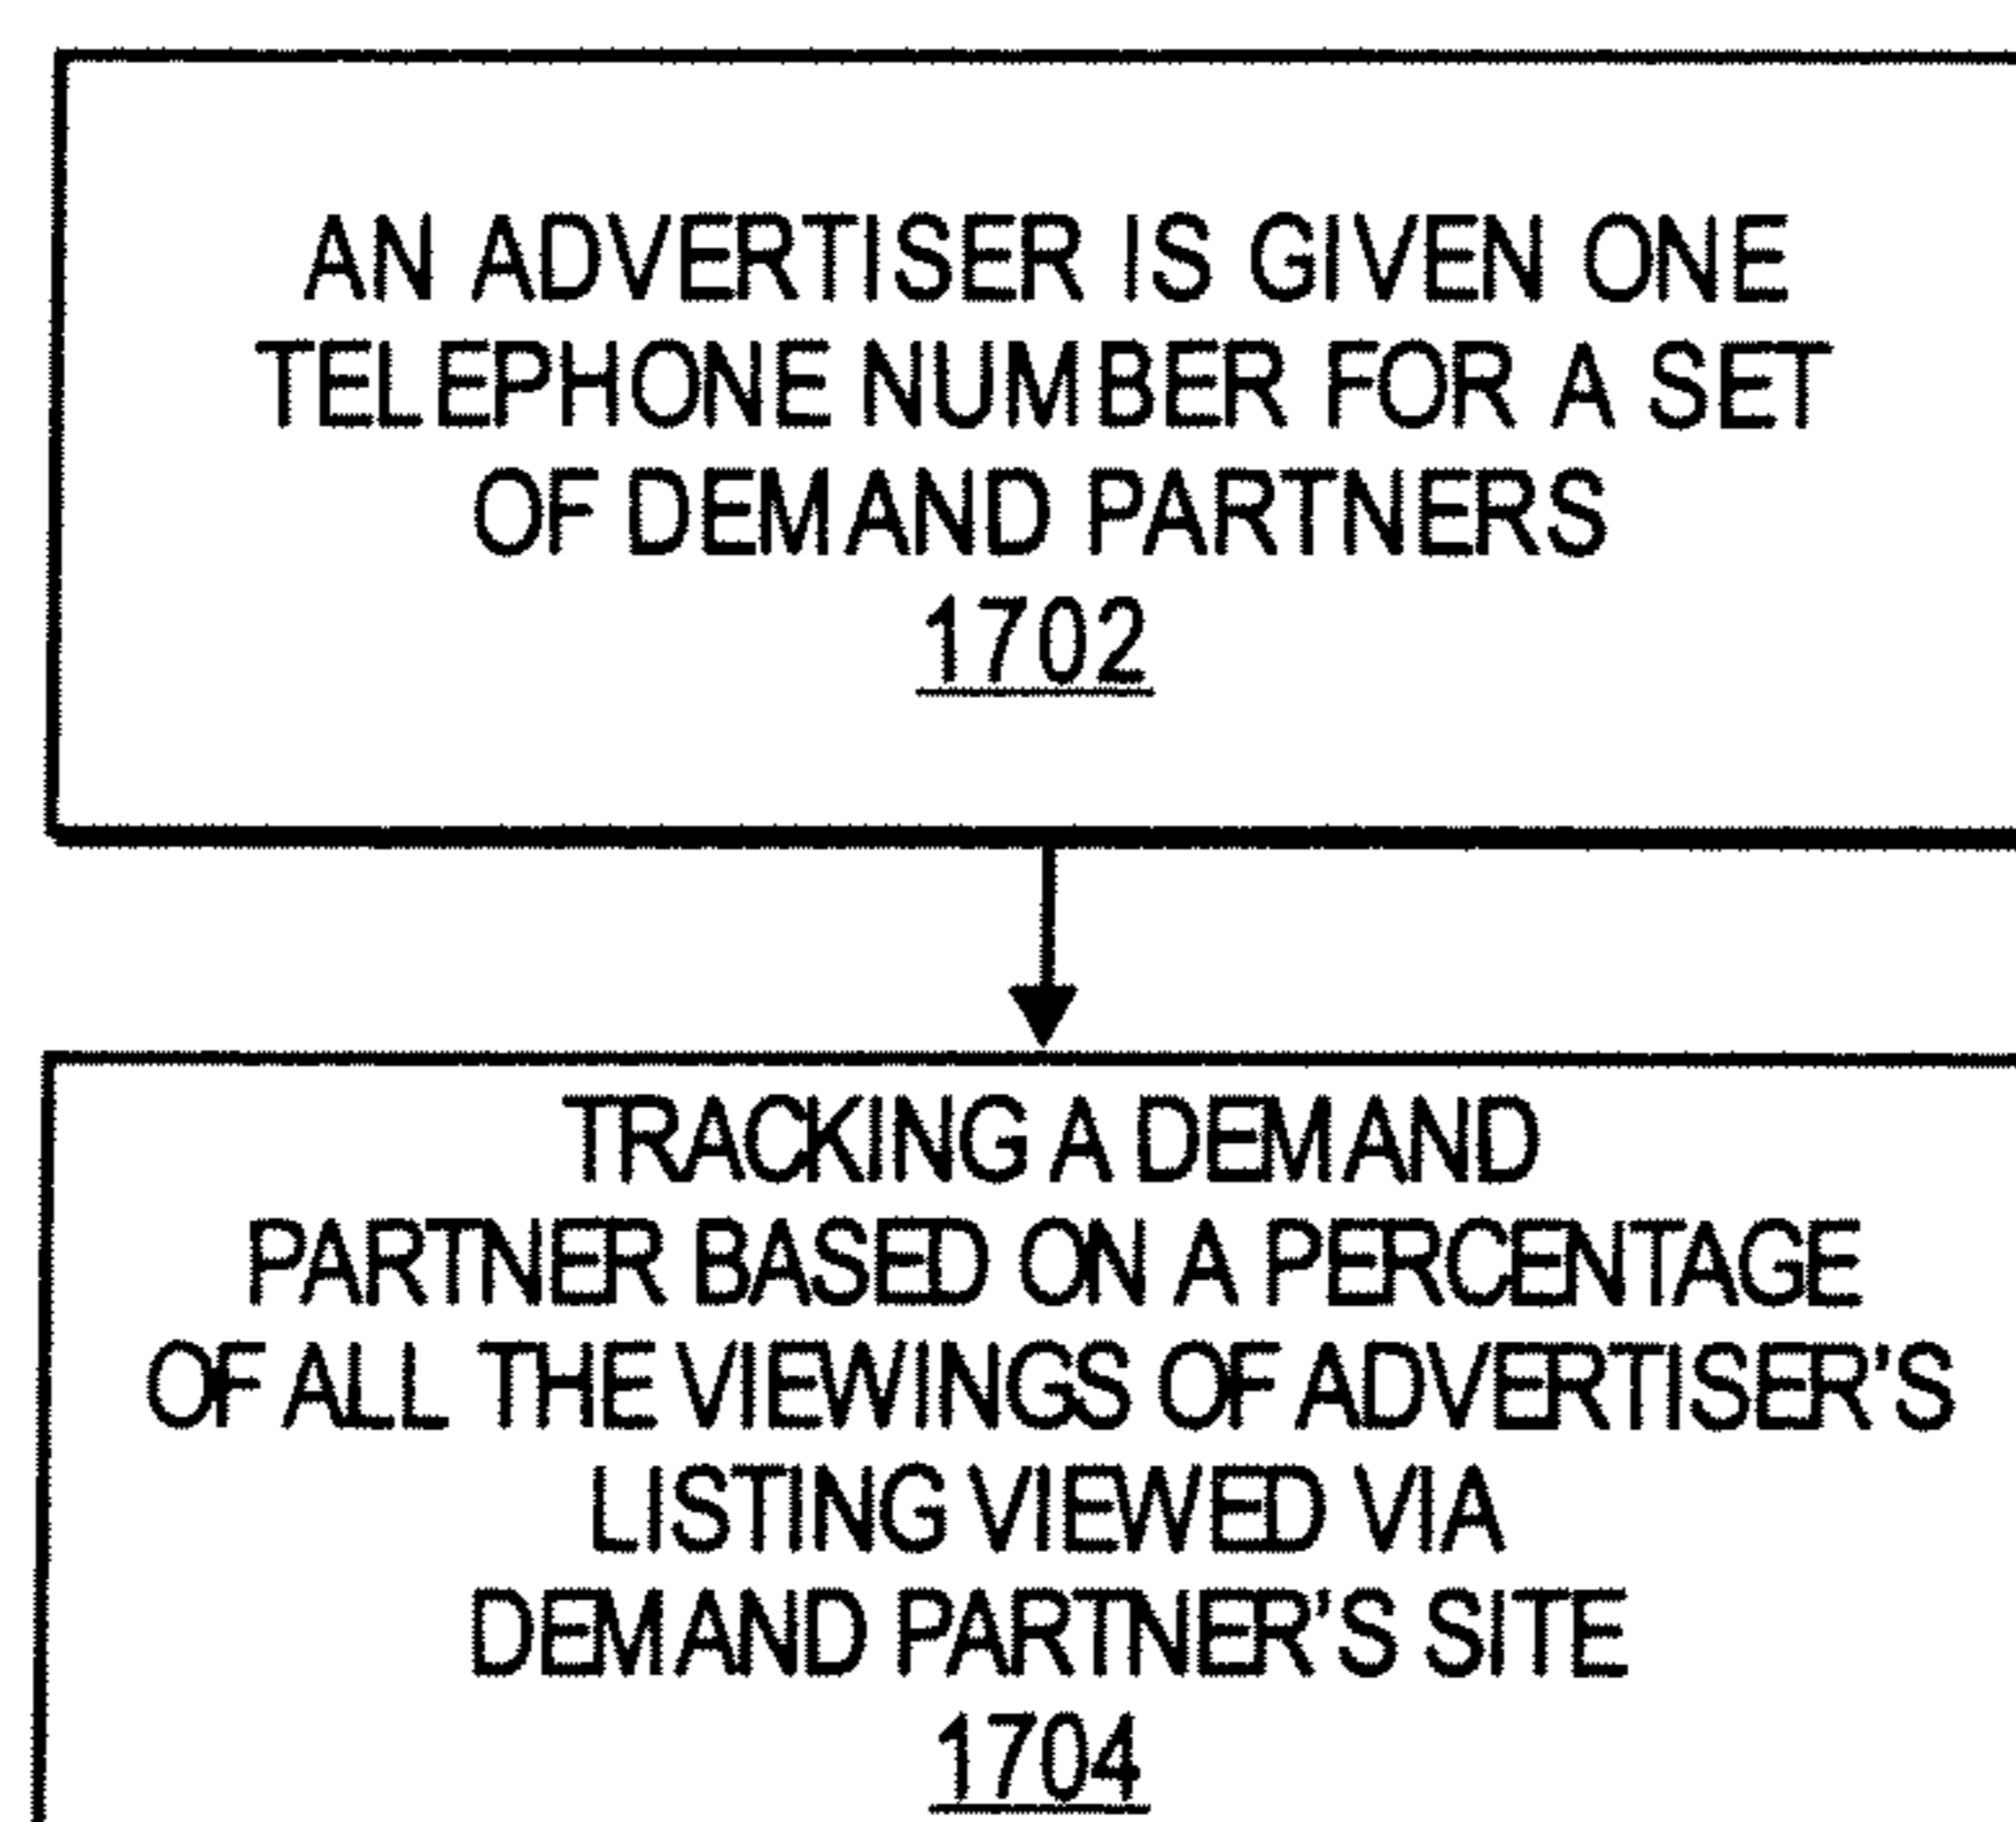 AN ADVERTISER IS GIVEN ONE
TELEPHONE NUMBER FOR A SET
OF DEMAND PARTNERS
1702
TRACKING A DEMAND
PARTNER BASED ON A PERCENTAGE
OF ALL THE VIEWINGS OF ADVERTISER'S
LISTING VIEWED VIA
DEMAND PARTNER'S SITE
1704